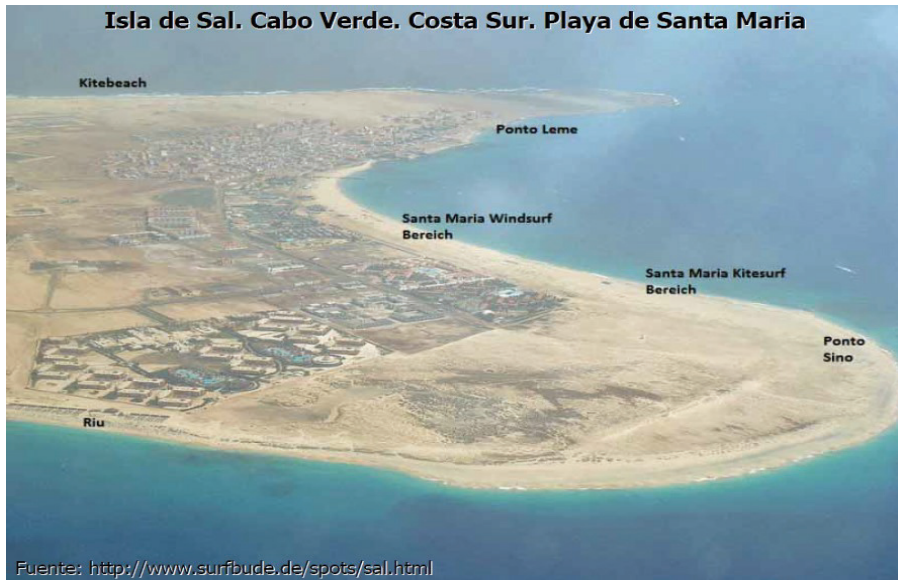 Isla de Sal. Cabo Verde. Costa Sur. Playa de Santa Maria
Kitebeach
Ponto Leme
Santa Maria Windsurf
Bereich
Santa Maria Kitesurf
Bereich
Ponto
Sino
Riu
Fuente: http://www.surfbude.de/spots/sal.html